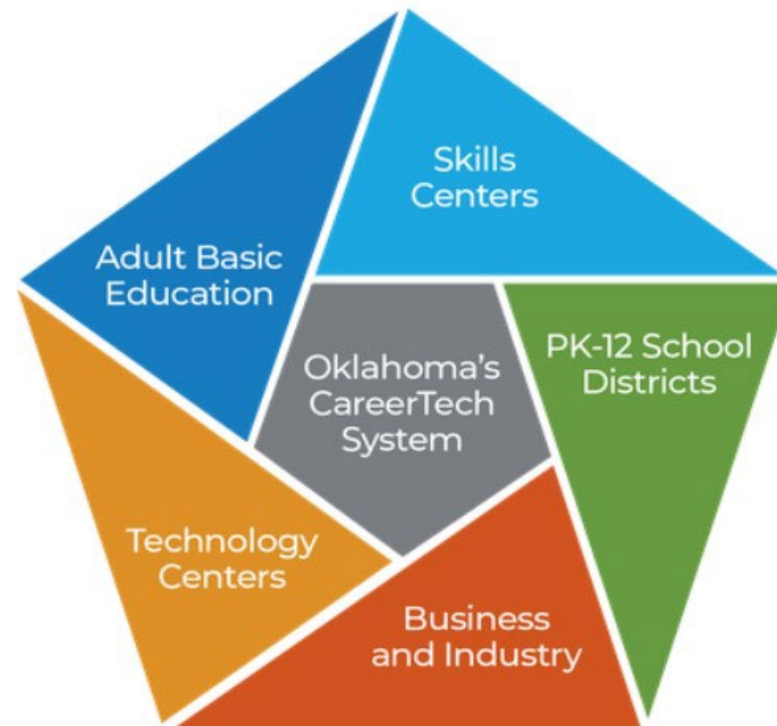 Skills
Centers
Adult Basic
Education
PK-12 School
Districts
Oklahoma's
CareerTech
System
Technology
Centers
Business
and Industry